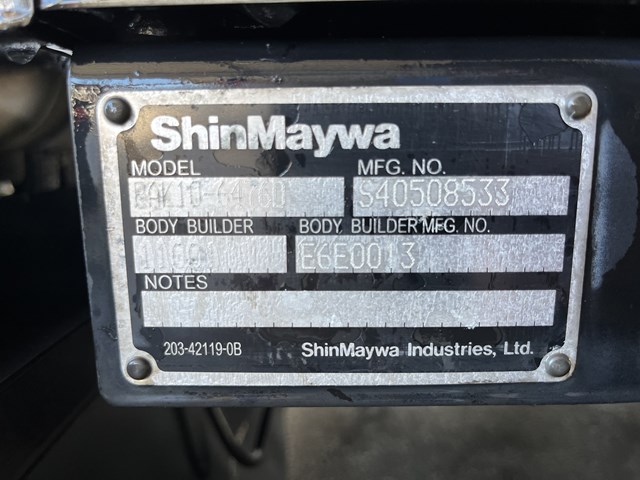 ShinMaywa
MODEL MFG. NO.
S40508533
BODY BUILDER BODY BUILDER MFG. NO.
E6E0013
NOTES
203-42119-0B ShinMaywa Industries, Ltd.